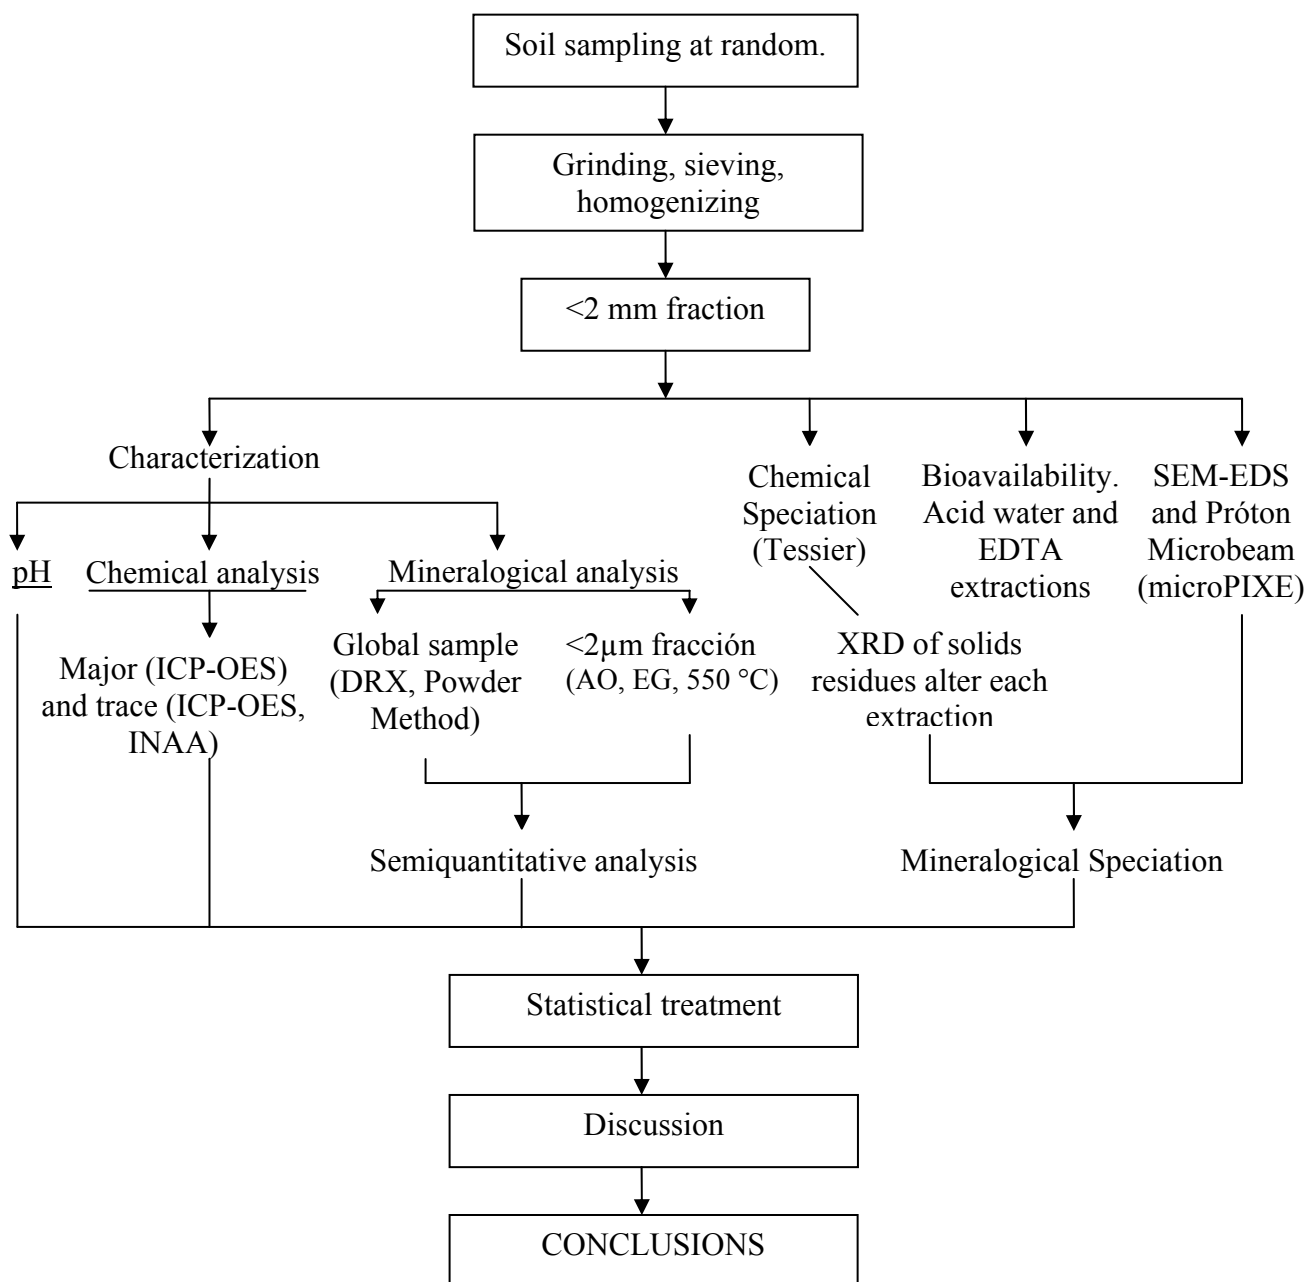 Soil sampling at random.
Grinding, sieving,
homogenizing
<2 mm fraction
Characterization
Chemical
Speciation
(Tessier)
Bioavailability.
Acid water and
EDTA
extractions
SEM-EDS
and Próton
Microbeam
(microPIXE)
pH
Chemical analysis
Mineralogical analysis
Major (ICP-OES)
and trace (ICP-OES,
INAA)
Global sample
(DRX, Powder
Method)
<2µm fracción
(AO, EG, 550 °C)
XRD of solids
residues alter each
extraction
Semiquantitative analysis
Mineralogical Speciation
Statistical treatment
Discussion
CONCLUSIONS